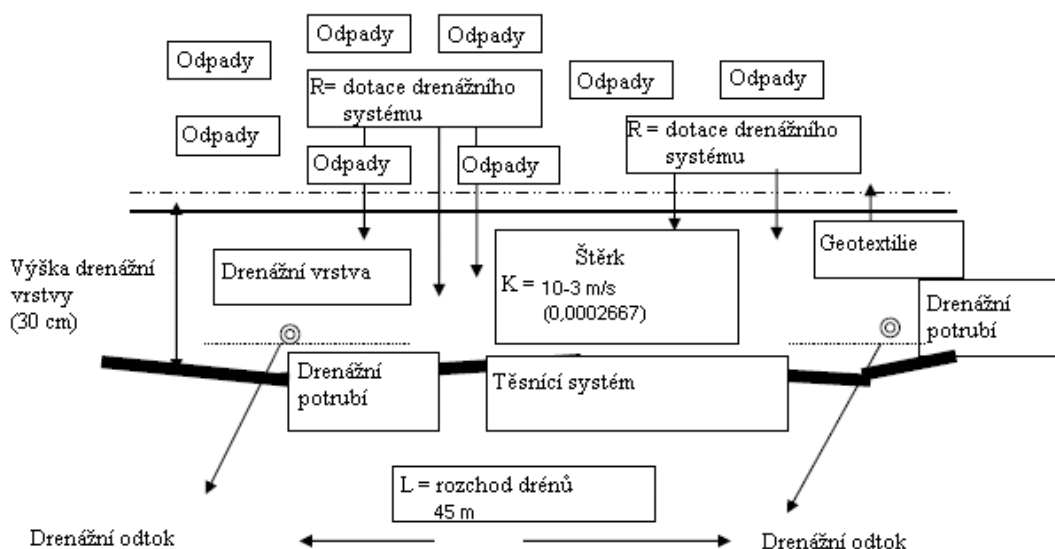 Odpady
Odpady
Odpady
R= dotace drenážního
systému
Odpady
Odpady
Odpady
R = dotace drenážního
systému
Odpady
Odpady
Štěrk
K = 10-3 m/s
(0,0002667)
Geotextilie
Výška drenážní
vrstvy
(30 cm)
Drenážní vrstva
Drenážní
potrubí
Drenážní
potrubí
Těsnící systém
L = rozchod drénů
45 m
Drenážní odtok
Drenážní odtok